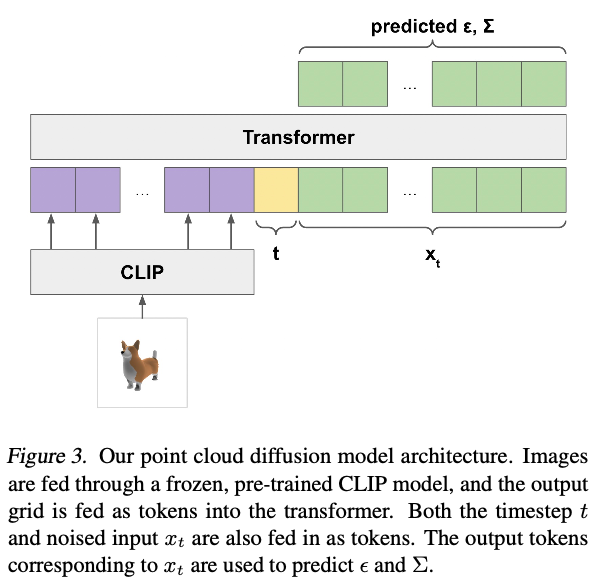 predicted ε, Σ
...
Transformer
...
...
t
x_t
CLIP
Figure 3. Our point cloud diffusion model architecture. Images
are fed through a frozen, pre-trained CLIP model, and the output
grid is fed as tokens into the transformer. Both the timestep t
and noised input x_t are also fed in as tokens. The output tokens
corresponding to x_t are used to predict ϵ and Σ.